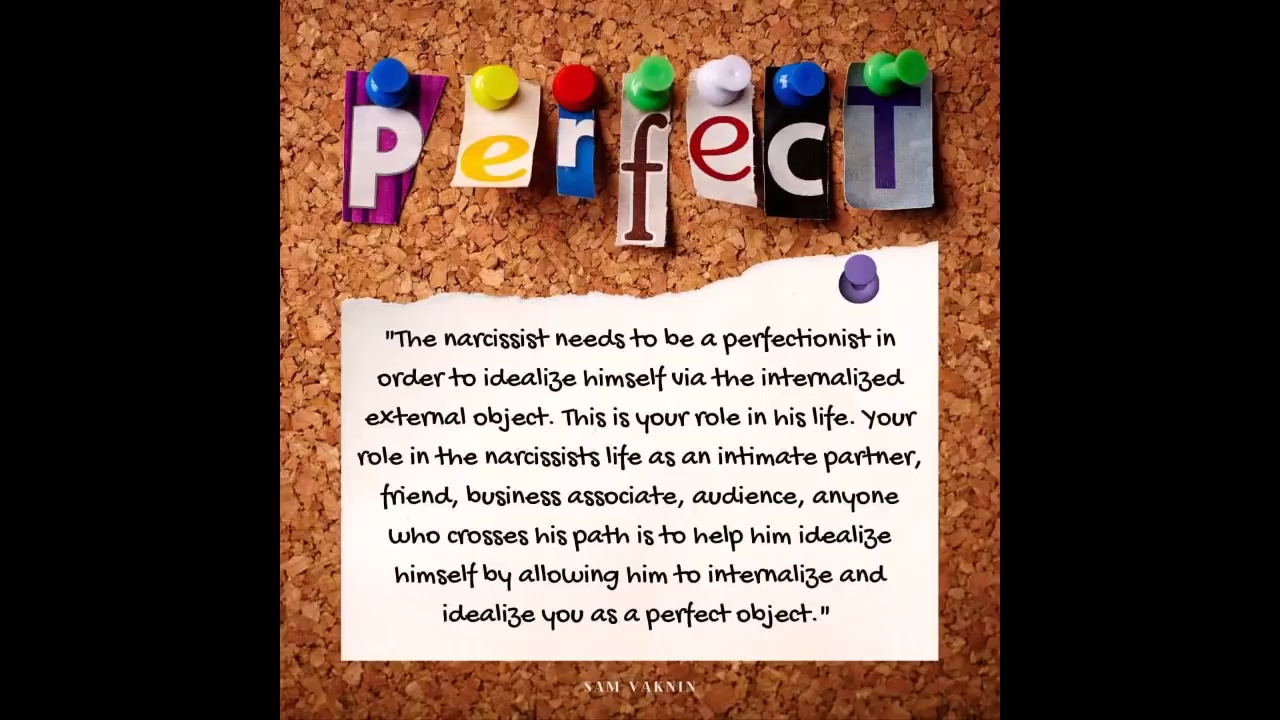 perfecT
"The narcissist needs to be a perfectionist in
order to idealize himself via the internalized
external object. This is your role in his life. Your
role in the narcissists life as an intimate partner,
friend, business associate, audience, anyone
who crosses his path is to help him idealize
himself by allowing him to internalize and
idealize you as a perfect object."
SAM VAKNIN